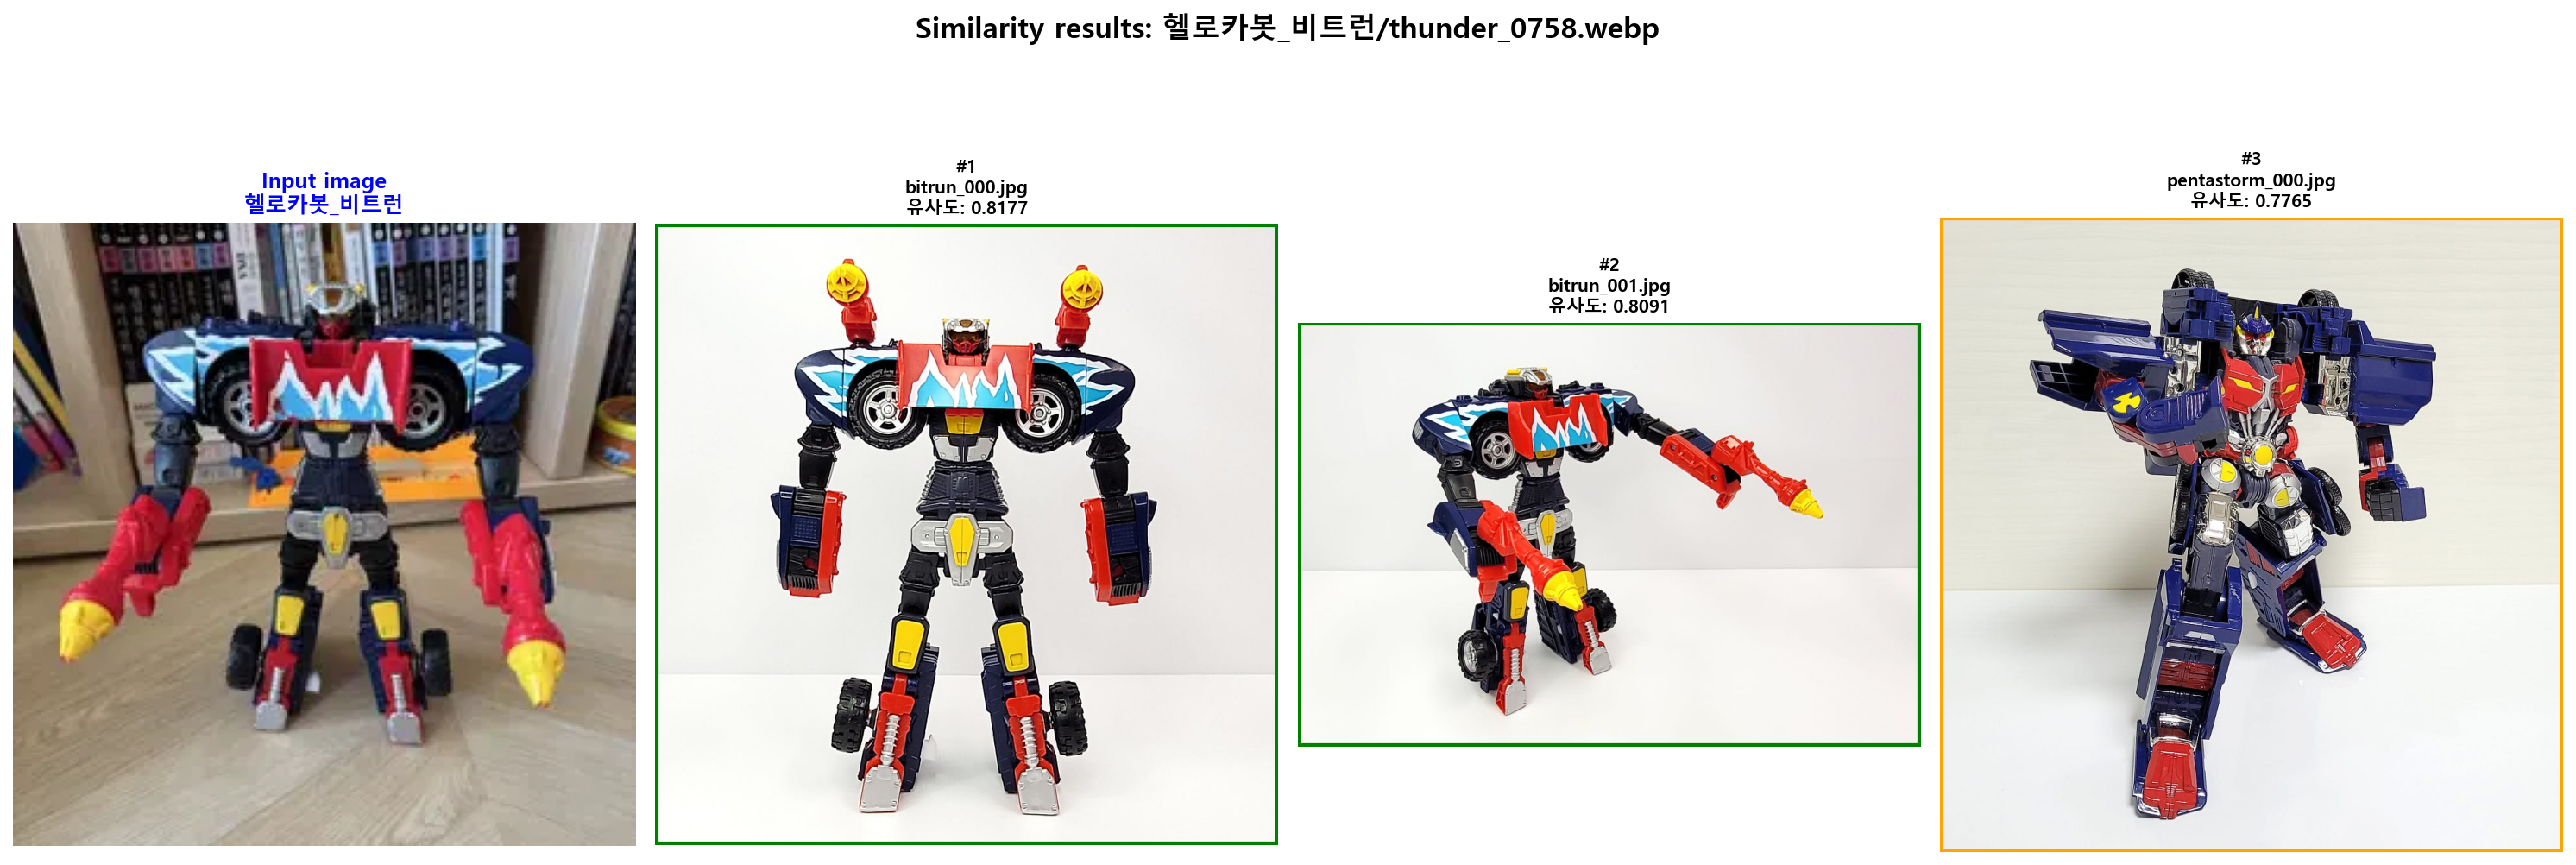 Similarity results: 헬로카봇_비트런/thunder_0758.webp
Input image
헬로카봇_비트런
#1
bitrun_000.jpg
유사도: 0.8177
#2
bitrun_001.jpg
유사도: 0.8091
#3
pentastorm_000.jpg
유사도: 0.7765